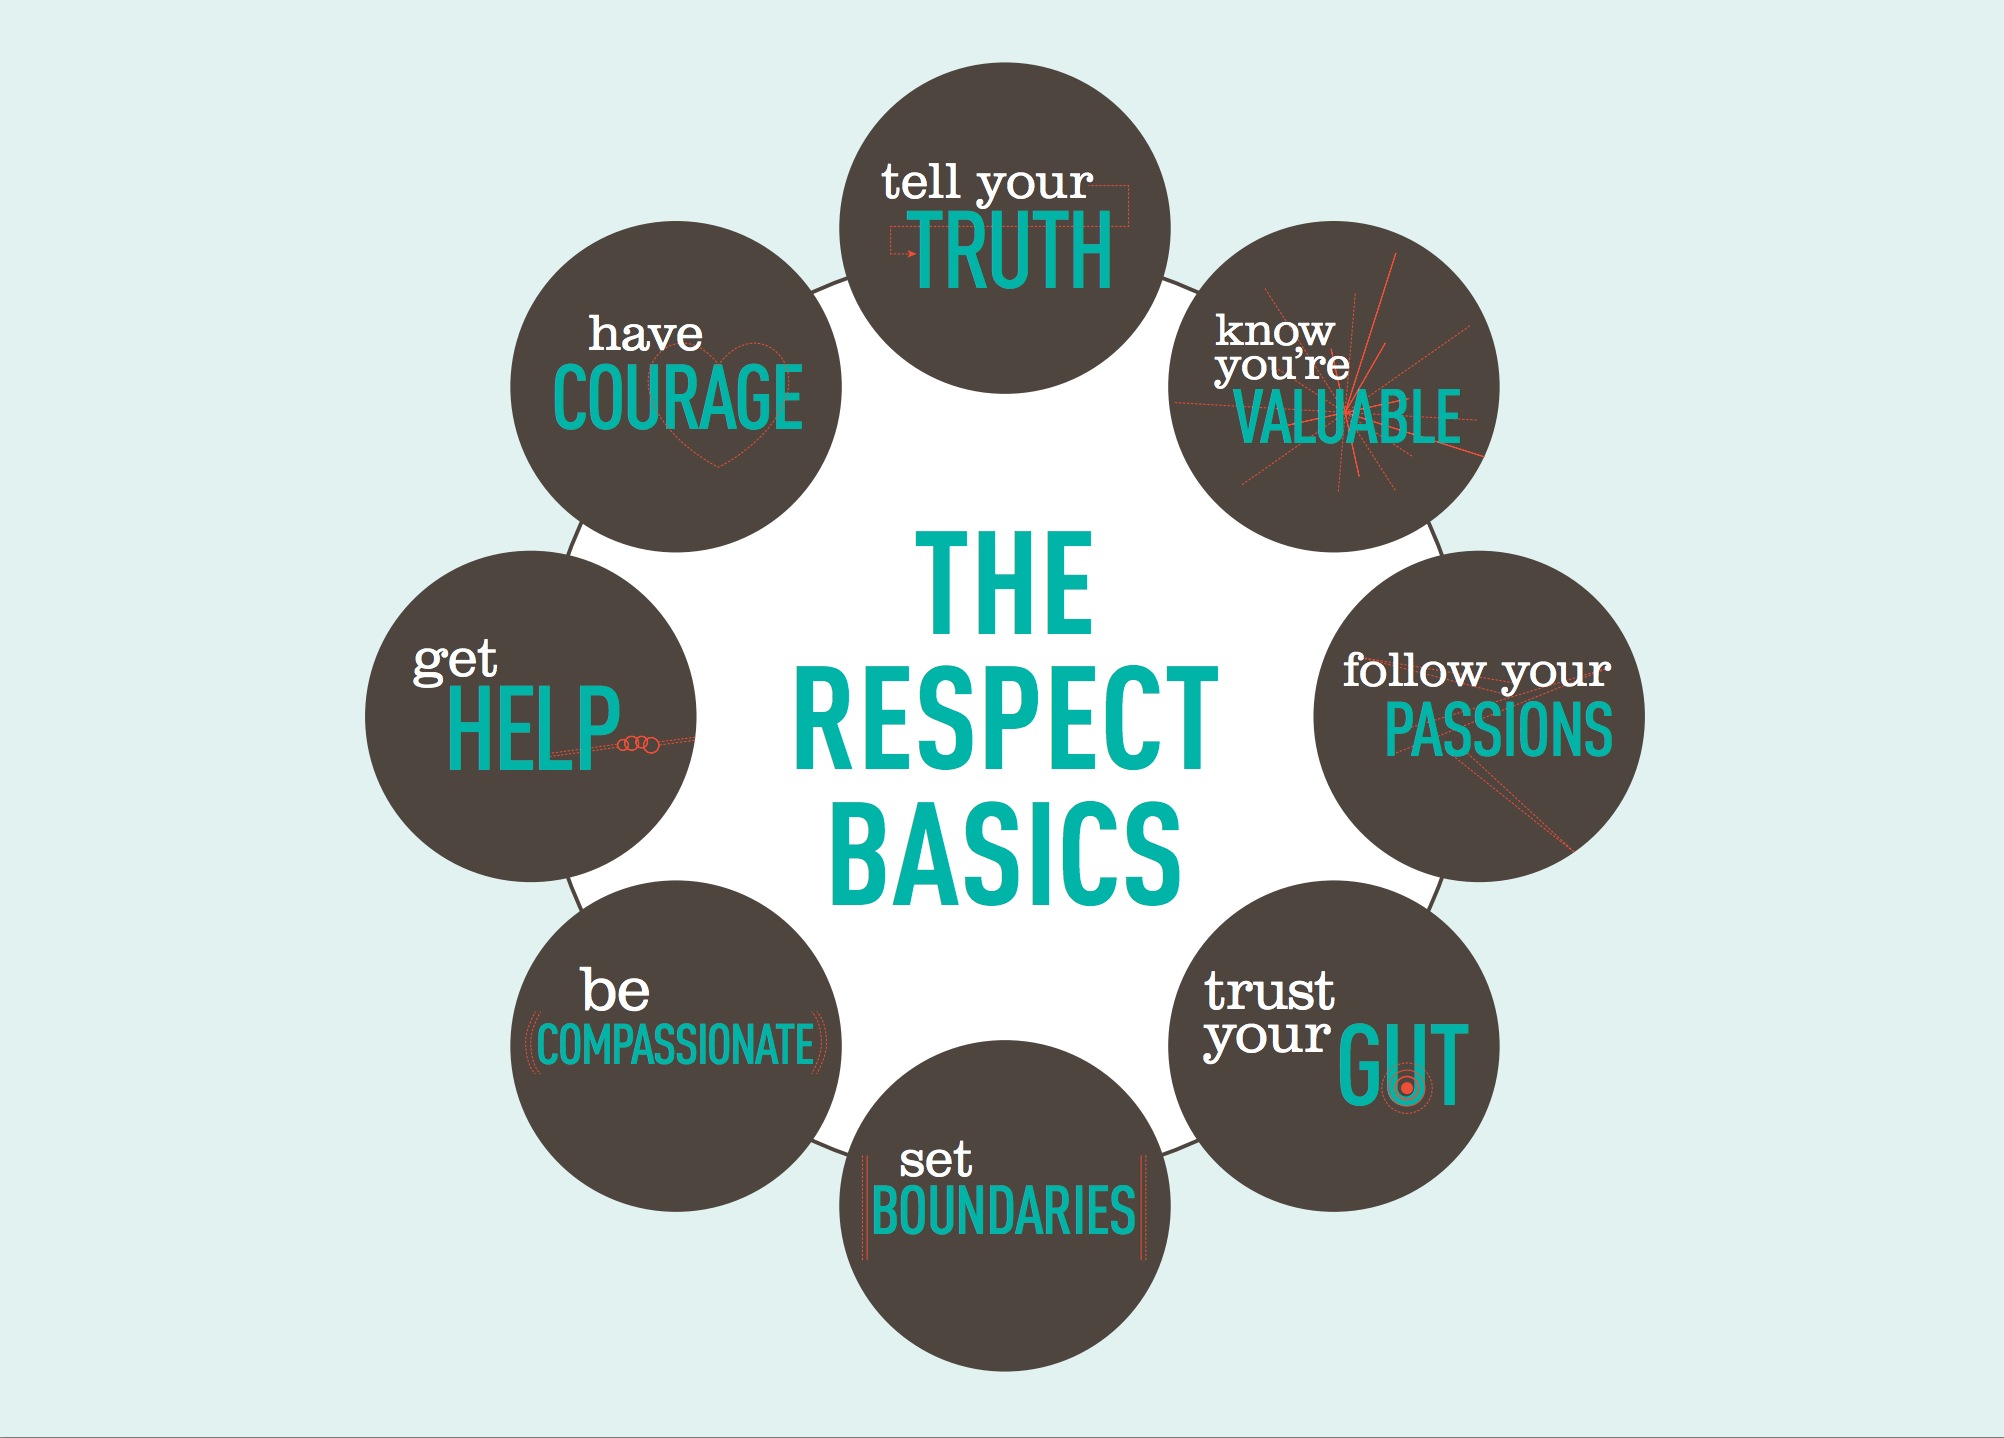 tell your
TRUTH
know
you're
VALUABLE
follow your
PASSIONS
trust
your GUT
set
BOUNDARIES
be
COMPASSIONATE
get
HELP
have
COURAGE
THE
RESPECT
BASICS